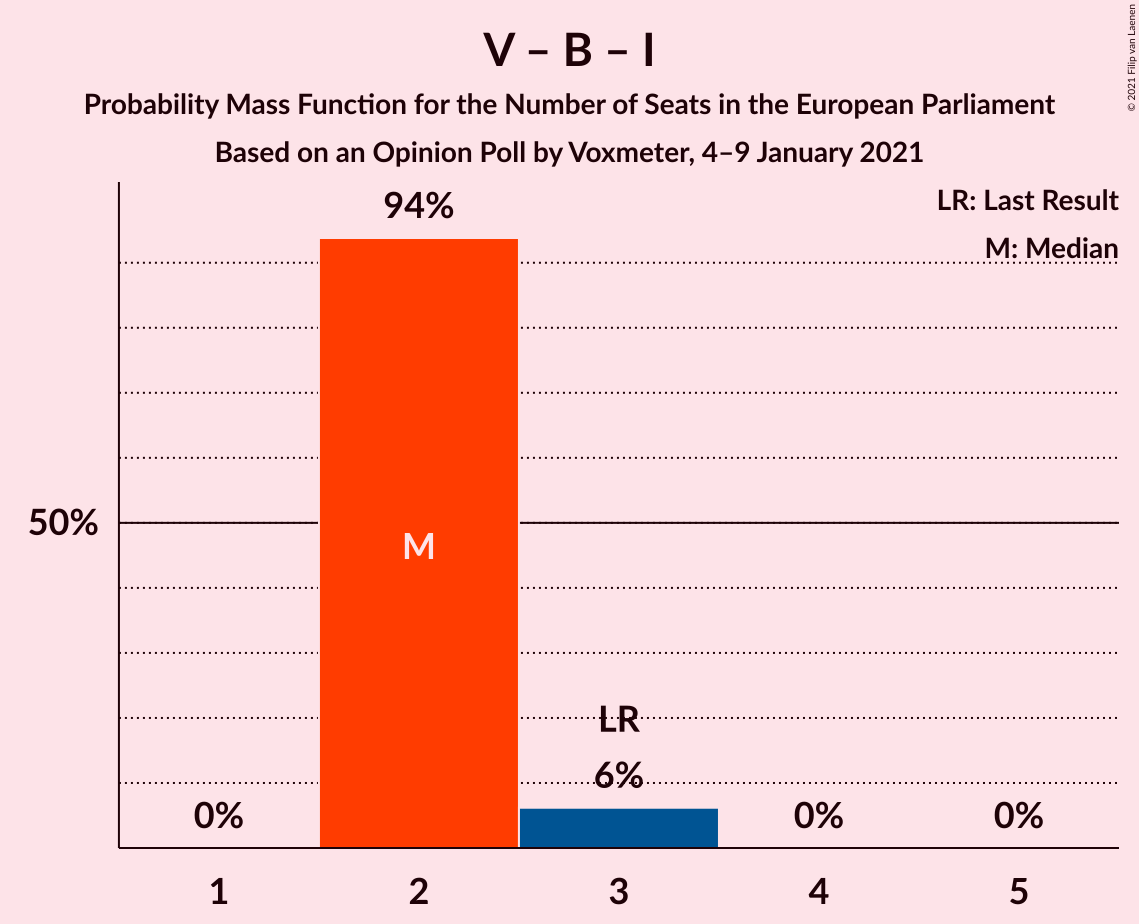 V – B – I
Probability Mass Function for the Number of Seats in the European Parliament
Based on an Opinion Poll by Voxmeter, 4–9 January 2021
© 2021 Filip van Laenen
LR: Last Result
M: Median
94%
50%
M
LR
6%
0%
0%
0%
1
2
3
4
5